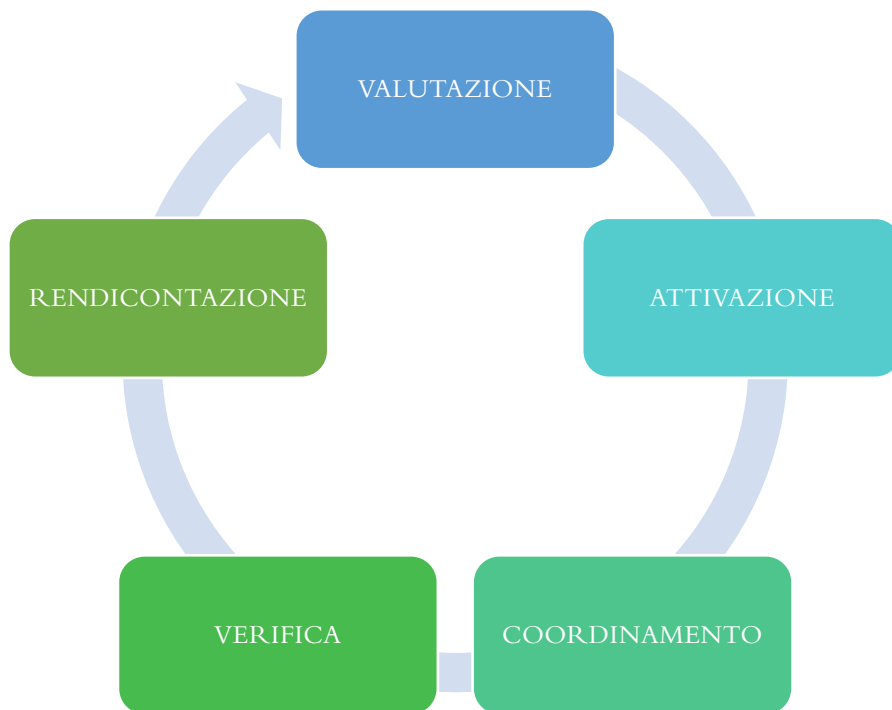 VALUTAZIONE
ATTIVAZIONE
COORDINAMENTO
VERIFICA
RENDICONTAZIONE